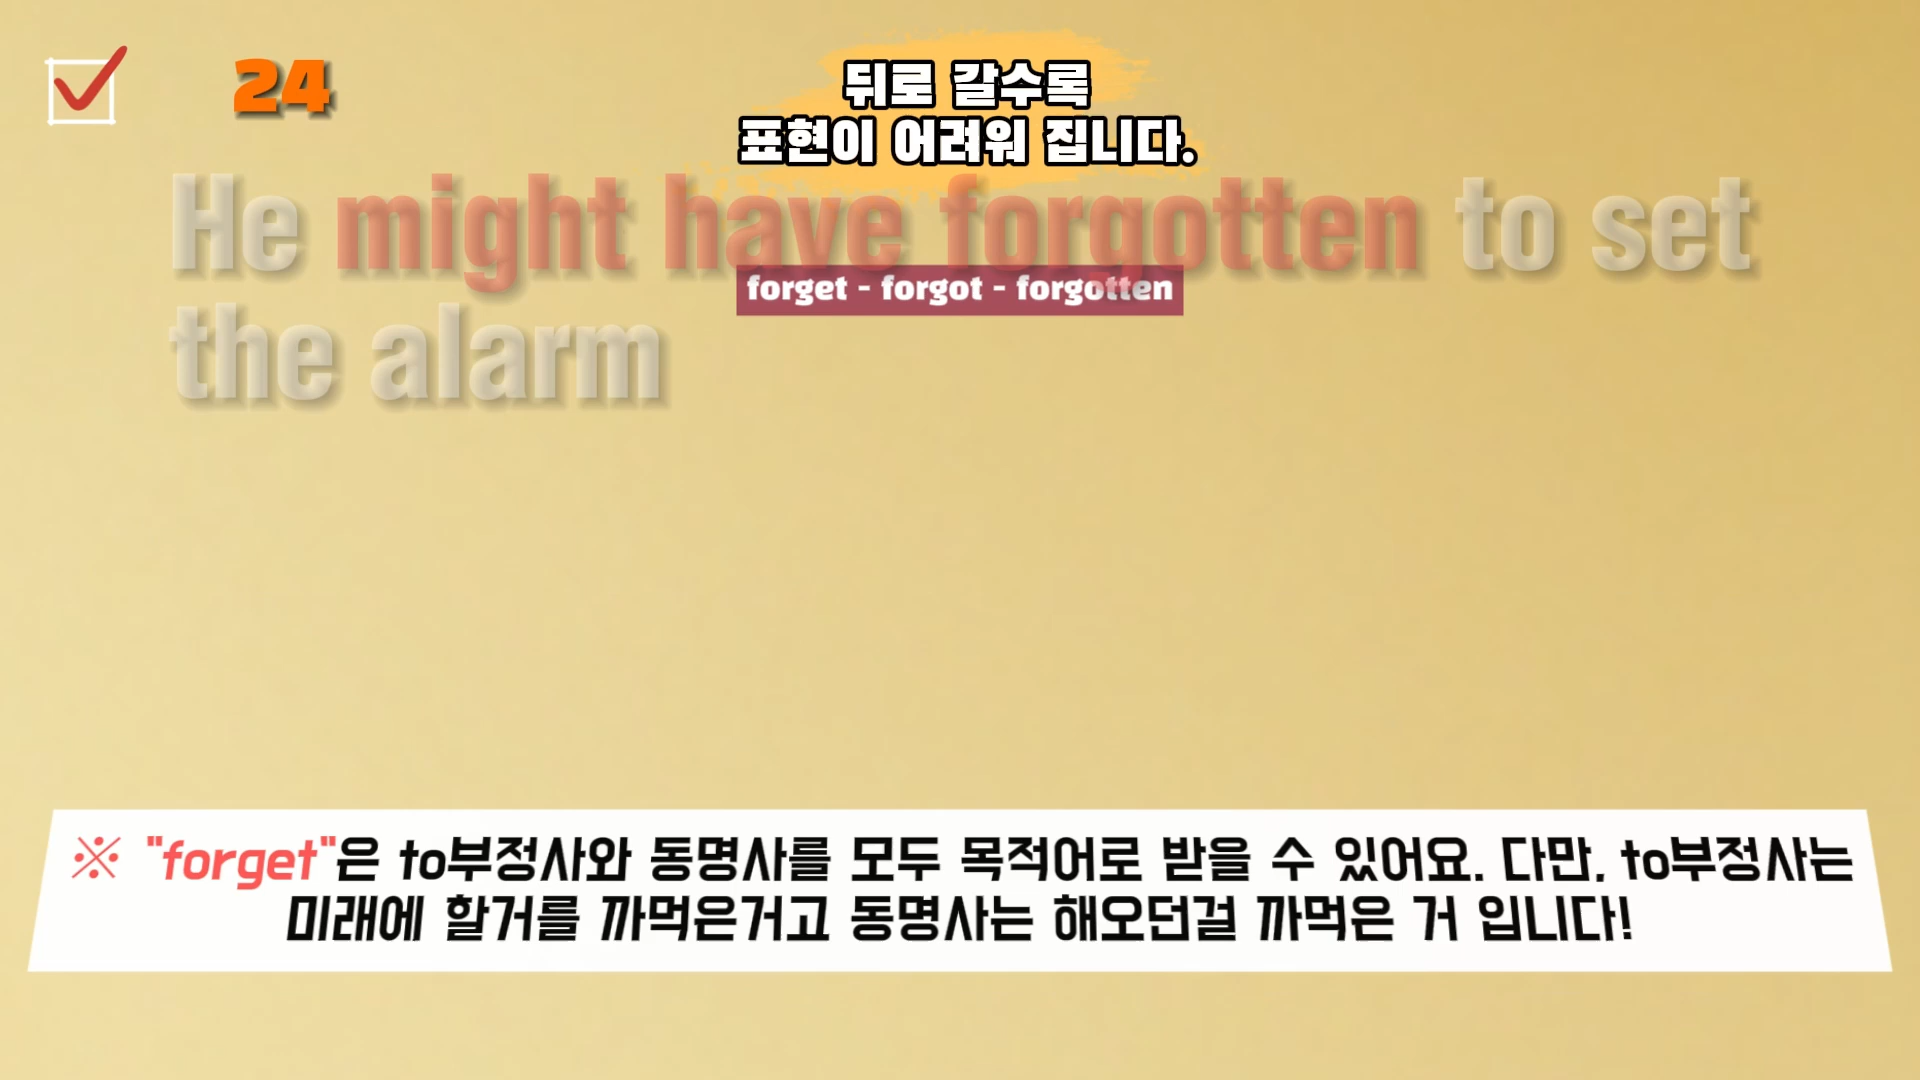 24
뒤로 갈수록
표현이 어려워 집니다.
He might have forgotten to set
forget - forgot - forgotten
the alarm
※ "forget"은 to부정사와 동명사를 모두 목적어로 받을 수 있어요. 다만, to부정사는
미래에 할거를 까먹은거고 동명사는 해오던걸 까먹은 거 입니다!